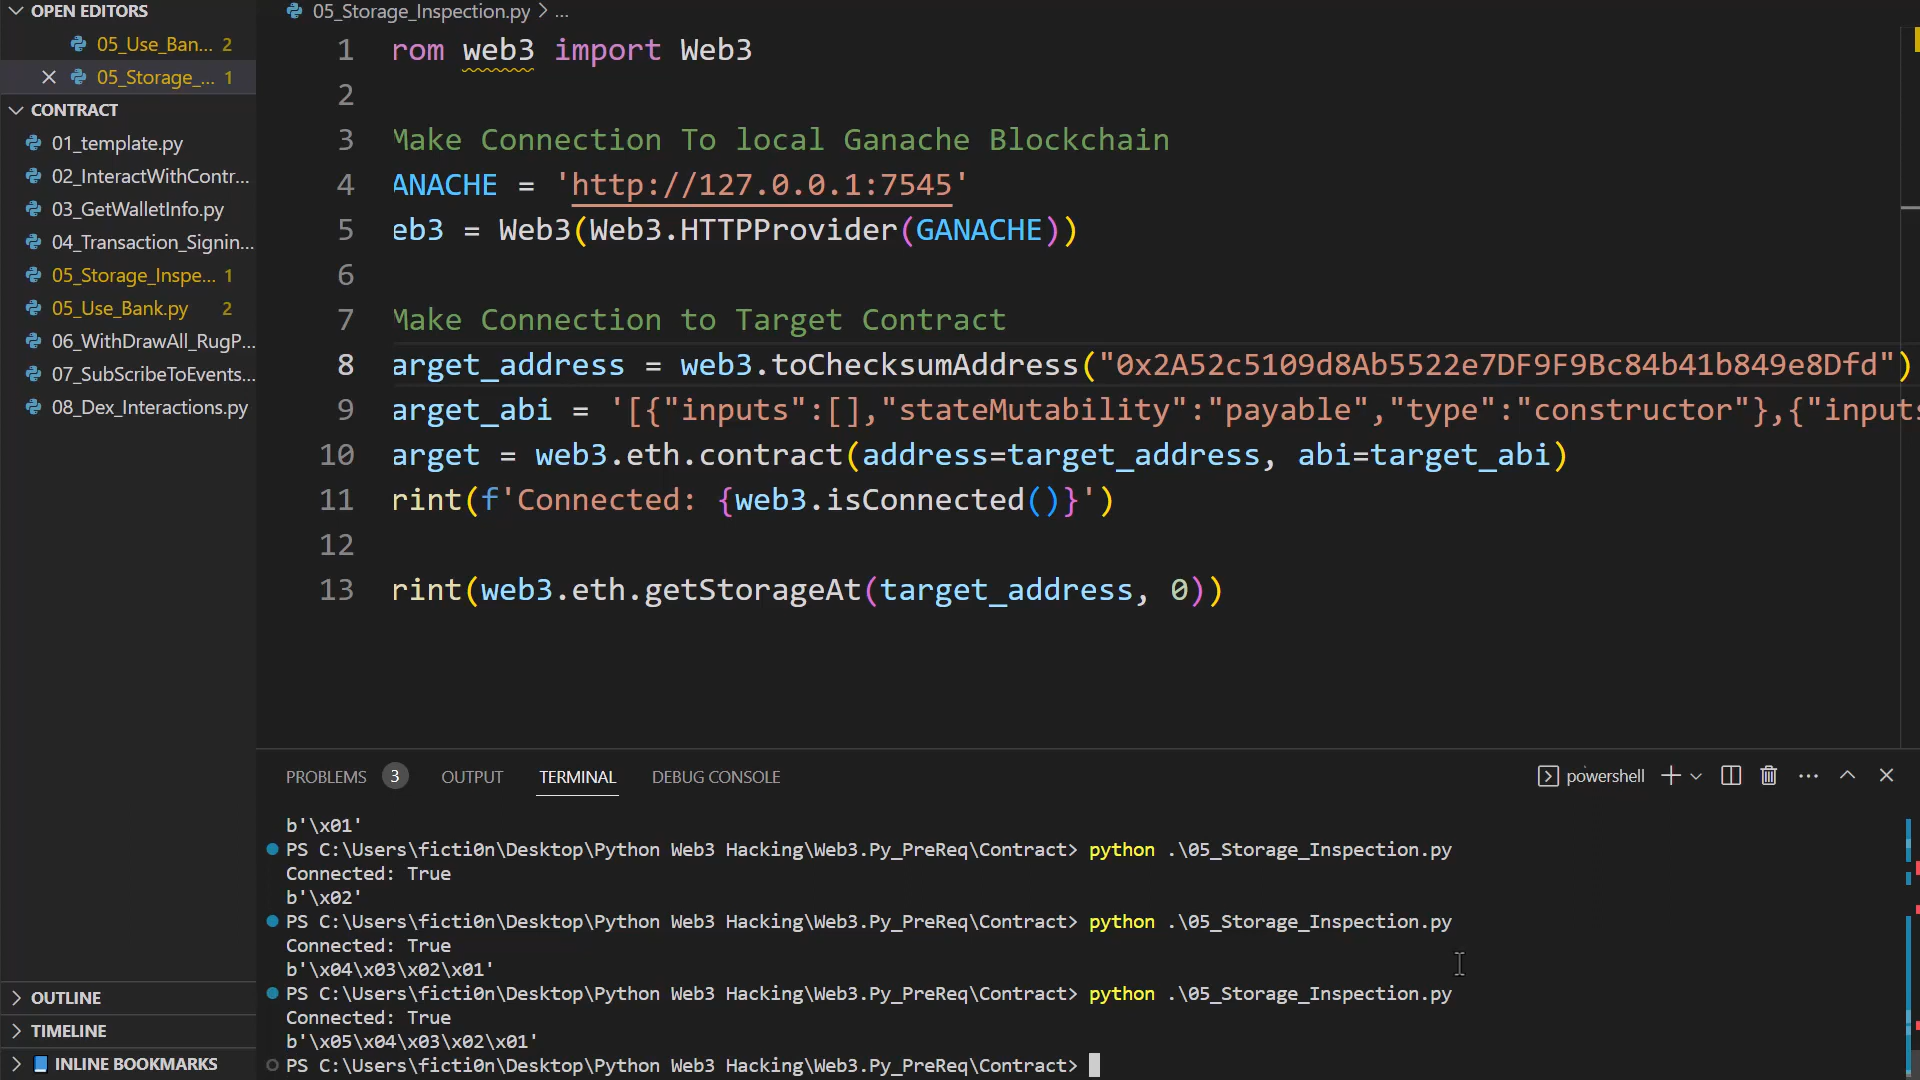 OPEN EDITORS
05_Use_Ban... 2
05_Storage_... 1
CONTRACT
01_template.py
02_InteractWithContr...
03_GetWalletInfo.py
04_Transaction_Signin...
05_Storage_Inspe... 1
05_Use_Bank.py 2
06_WithDrawAll_RugP...
07_SubScribeToEvents...
08_Dex_Interactions.py
OUTLINE
TIMELINE
INLINE BOOKMARKS
05_Storage_Inspection.py > ...
1 rom web3 import Web3
2
3 Make Connection To local Ganache Blockchain
4 ANACHE = 'http://127.0.0.1:7545'
5 eb3 = Web3(Web3.HTTPProvider(GANACHE))
6
7 Make Connection to Target Contract
8 arget_address = web3.toChecksumAddress("0x2A52c5109d8Ab5522e7DF9F9Bc84b41b849e8Dfd")
9 arget_abi = '[{"inputs":[],"stateMutability":"payable","type":"constructor"},{"inputs
10 arget = web3.eth.contract(address=target_address, abi=target_abi)
11 rint(f'Connected: {web3.isConnected()}')
12
13 rint(web3.eth.getStorageAt(target_address, 0))
PROBLEMS 3 OUTPUT TERMINAL DEBUG CONSOLE powershell
b'\x01'
PS C:\Users\ficti0n\Desktop\Python Web3 Hacking\Web3.Py_PreReq\Contract> python .\05_Storage_Inspection.py
Connected: True
b'\x02'
PS C:\Users\ficti0n\Desktop\Python Web3 Hacking\Web3.Py_PreReq\Contract> python .\05_Storage_Inspection.py
Connected: True
b'\x04\x03\x02\x01'
PS C:\Users\ficti0n\Desktop\Python Web3 Hacking\Web3.Py_PreReq\Contract> python .\05_Storage_Inspection.py
Connected: True
b'\x05\x04\x03\x02\x01'
PS C:\Users\ficti0n\Desktop\Python Web3 Hacking\Web3.Py_PreReq\Contract>